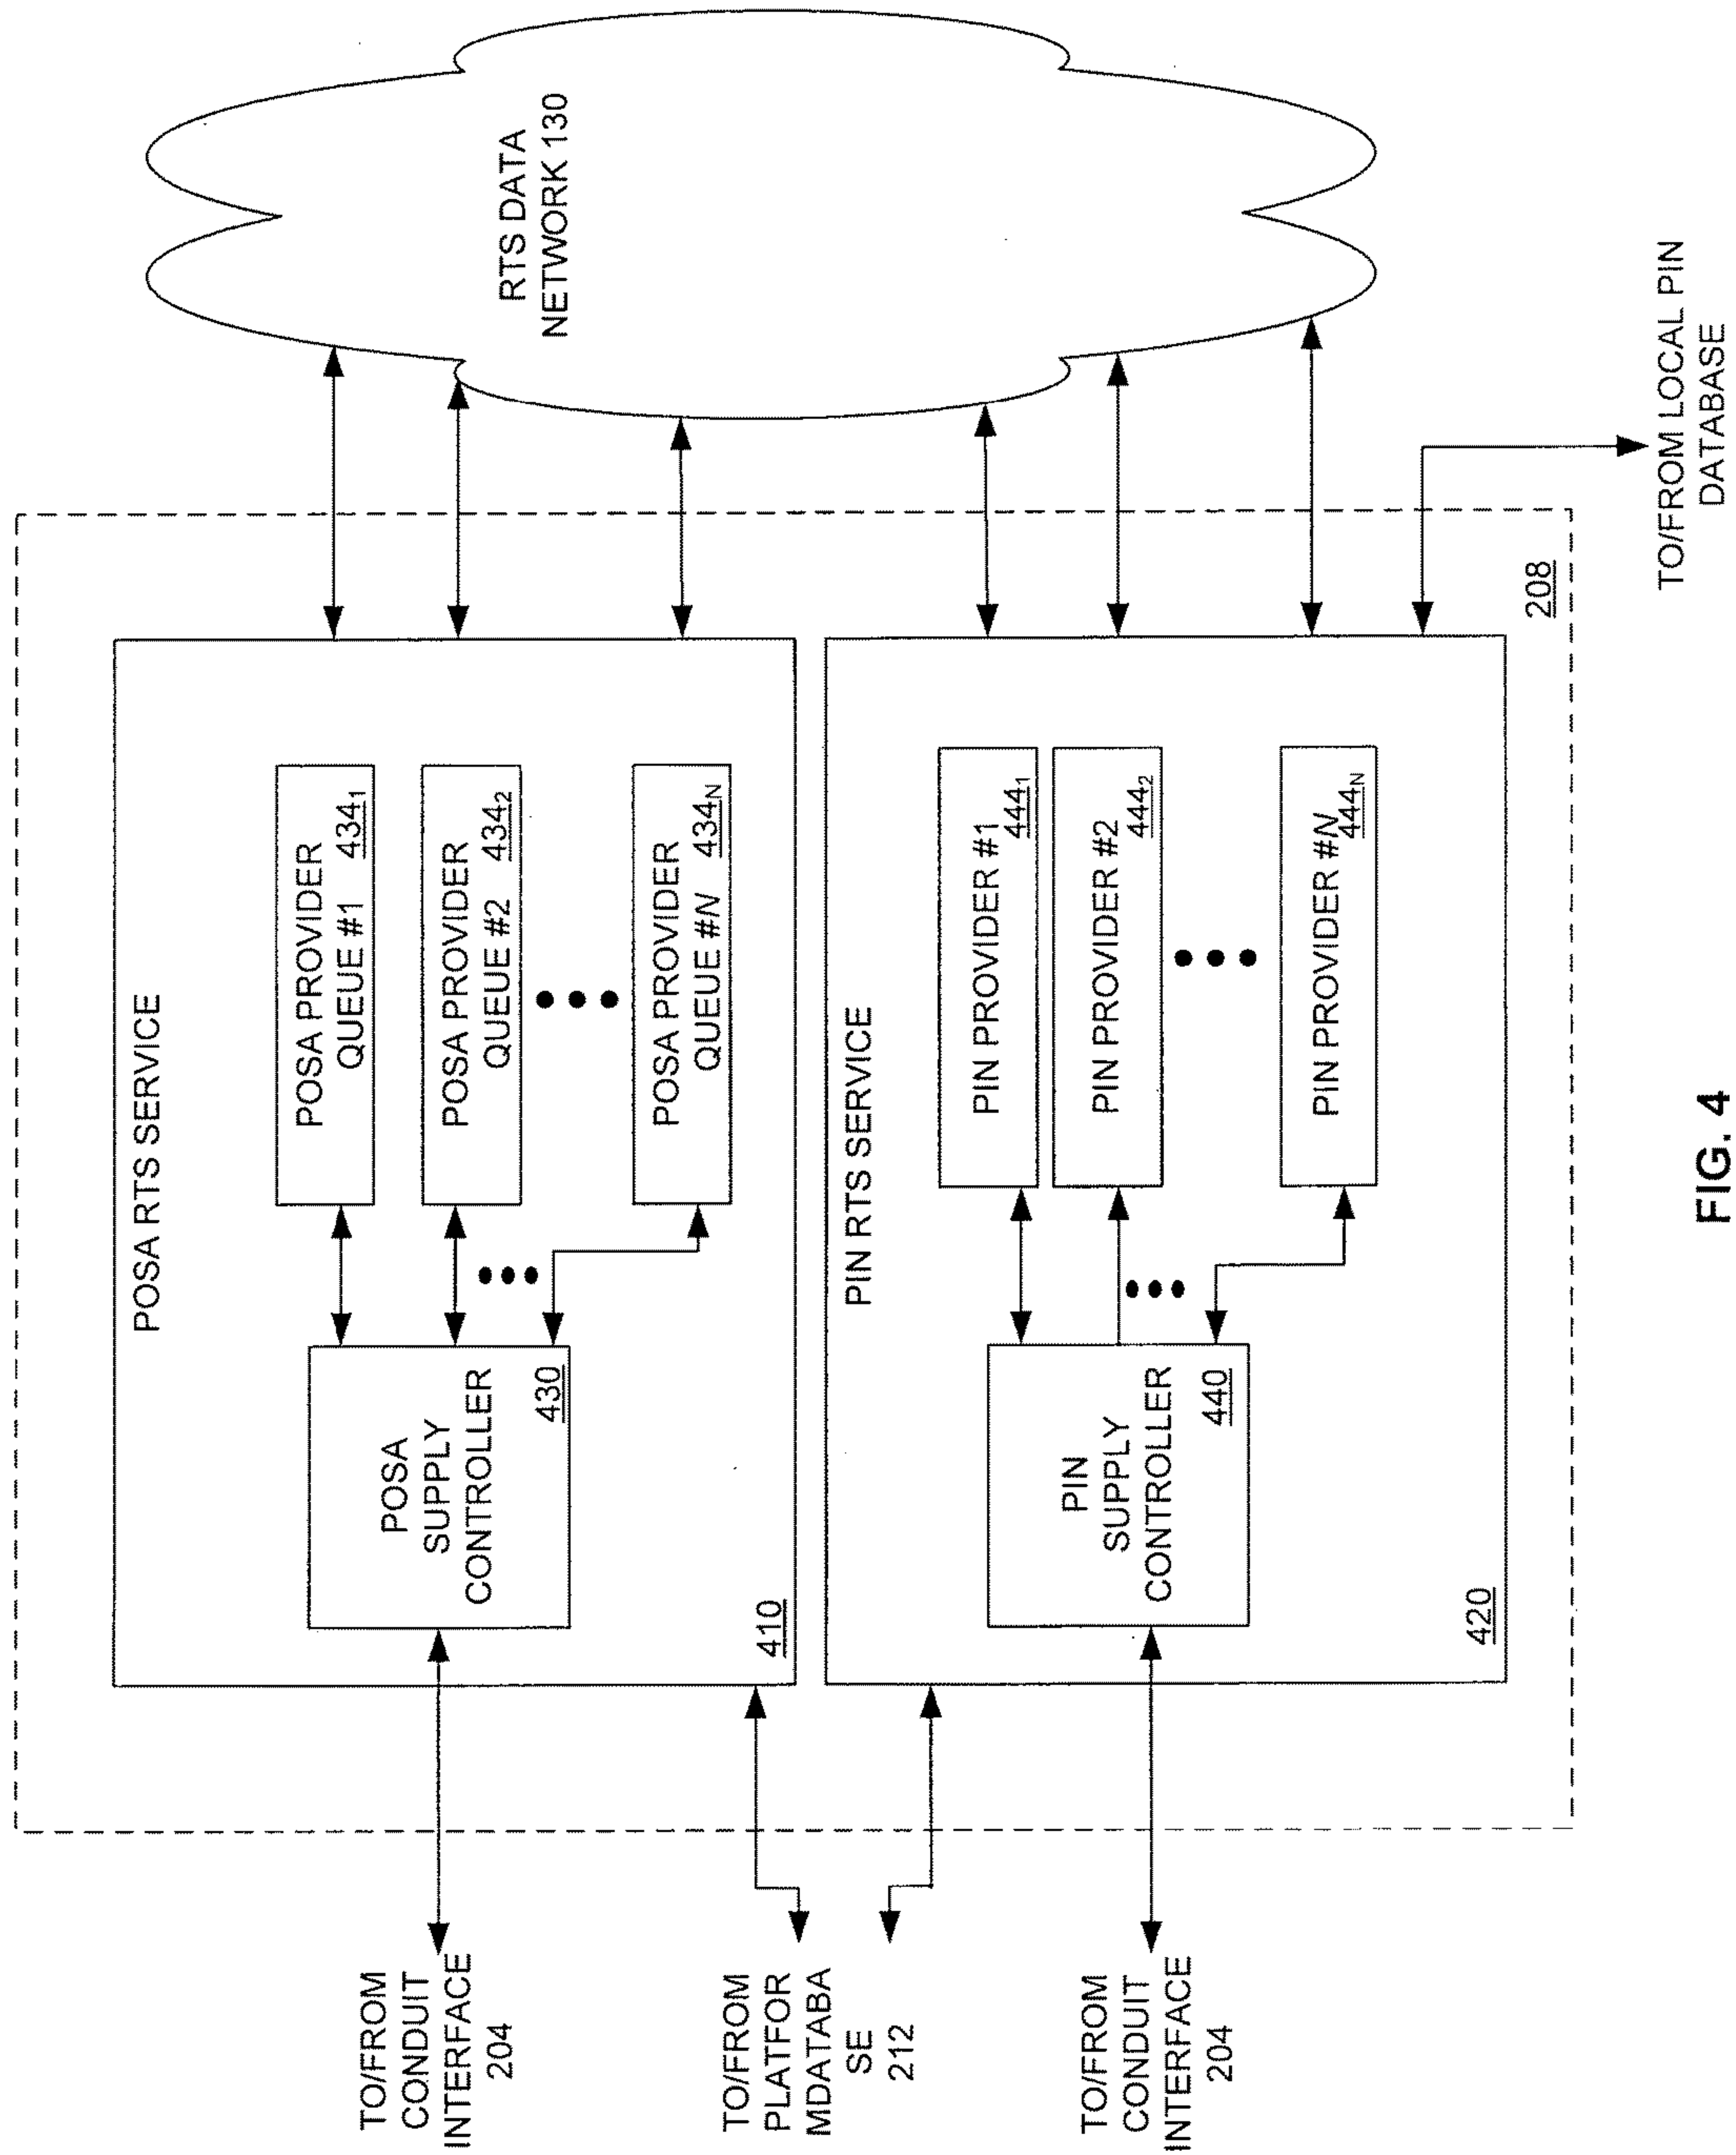 TO/FROM
CONDUIT
INTERFACE
204
TO/FROM
PLATFOR
MDATABA
SE
212
TO/FROM
CONDUIT
INTERFACE
204
POSA RTS SERVICE
POSA
SUPPLY
CONTROLLER
430
POSA PROVIDER
QUEUE #1 434₁
POSA PROVIDER
QUEUE #2 434₂
POSA PROVIDER
QUEUE #N 434N
410
PIN RTS SERVICE
PIN
SUPPLY
CONTROLLER
440
PIN PROVIDER #1
444₁
PIN PROVIDER #2
444₂
PIN PROVIDER #N
444N
420
208
RTS DATA
NETWORK 130
TO/FROM LOCAL PIN
DATABASE
FIG. 4